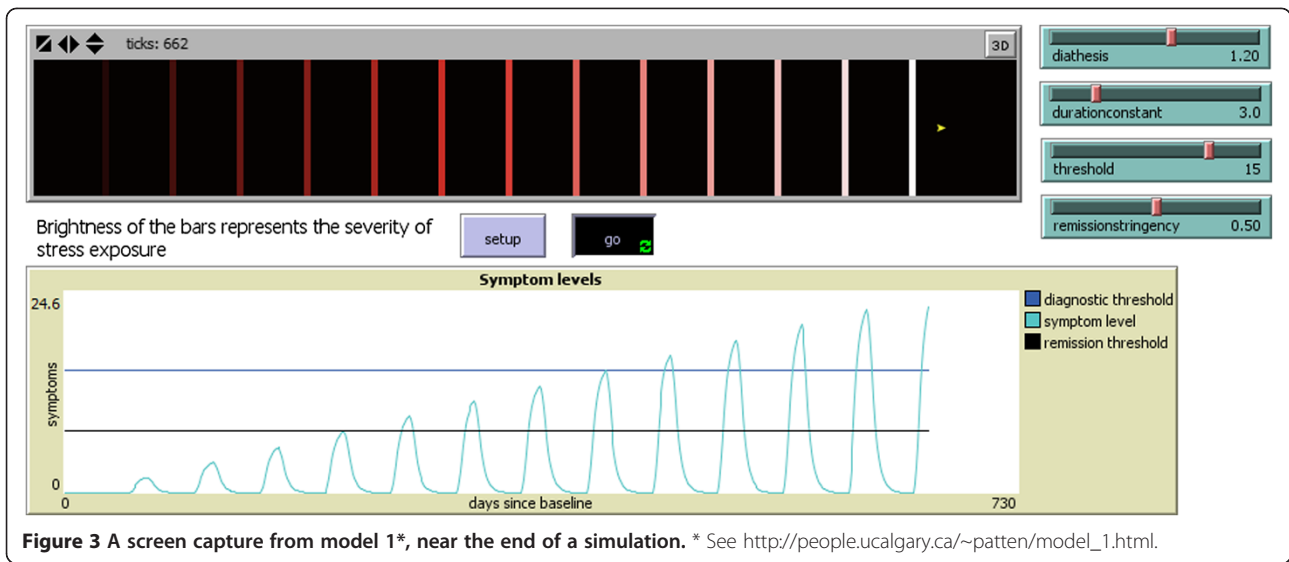 ticks: 662
3D
diathesis 1.20
durationconstant 3.0
threshold 15
remissionstringency 0.50
Brightness of the bars represents the severity of
stress exposure
setup
go
Symptom levels
24.6
symptoms
0
0
days since baseline
730
diagnostic threshold
symptom level
remission threshold
Figure 3 A screen capture from model 1*, near the end of a simulation. * See http://people.ucalgary.ca/~patten/model_1.html.